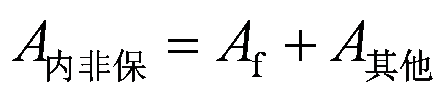 A内非保 = Af + A其他